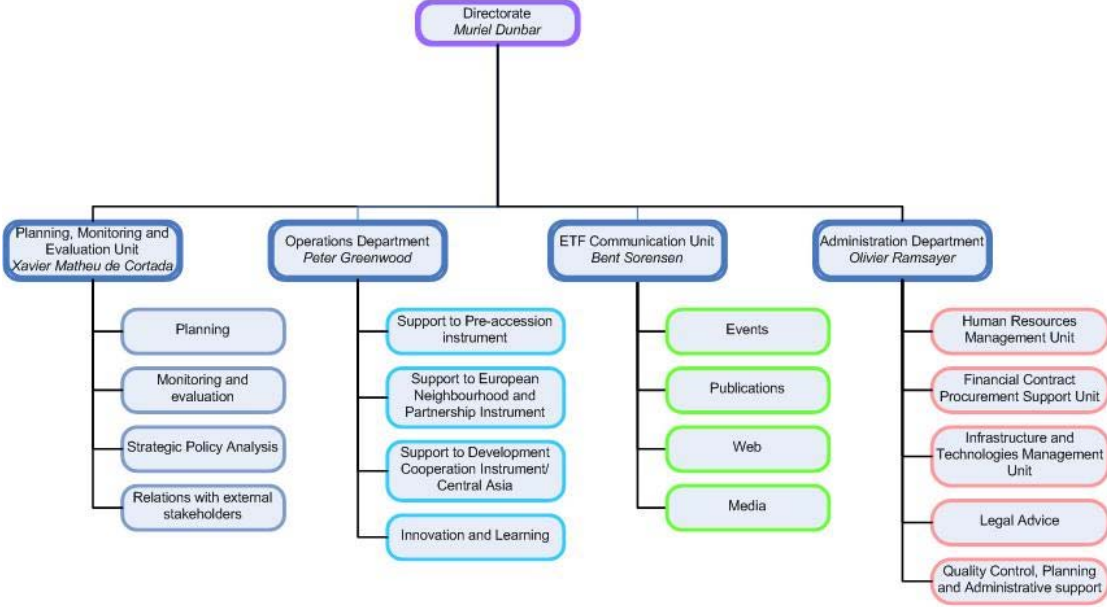 Directorate
Muriel Dunbar
Planning, Monitoring and
Evaluation Unit
Xavier Matheu de Cortada
Operations Department
Peter Greenwood
ETF Communication Unit
Bent Sorensen
Administration Department
Olivier Ramsayer
Planning
Monitoring and
evaluation
Strategic Policy Analysis
Relations with external
stakeholders
Support to Pre-accession
instrument
Support to European
Neighbourhood and
Partnership Instrument
Support to Development
Cooperation Instrument/
Central Asia
Innovation and Learning
Events
Publications
Web
Media
Human Resources
Management Unit
Financial Contract
Procurement Support Unit
Infrastructure and
Technologies Management
Unit
Legal Advice
Quality Control, Planning
and Administrative support